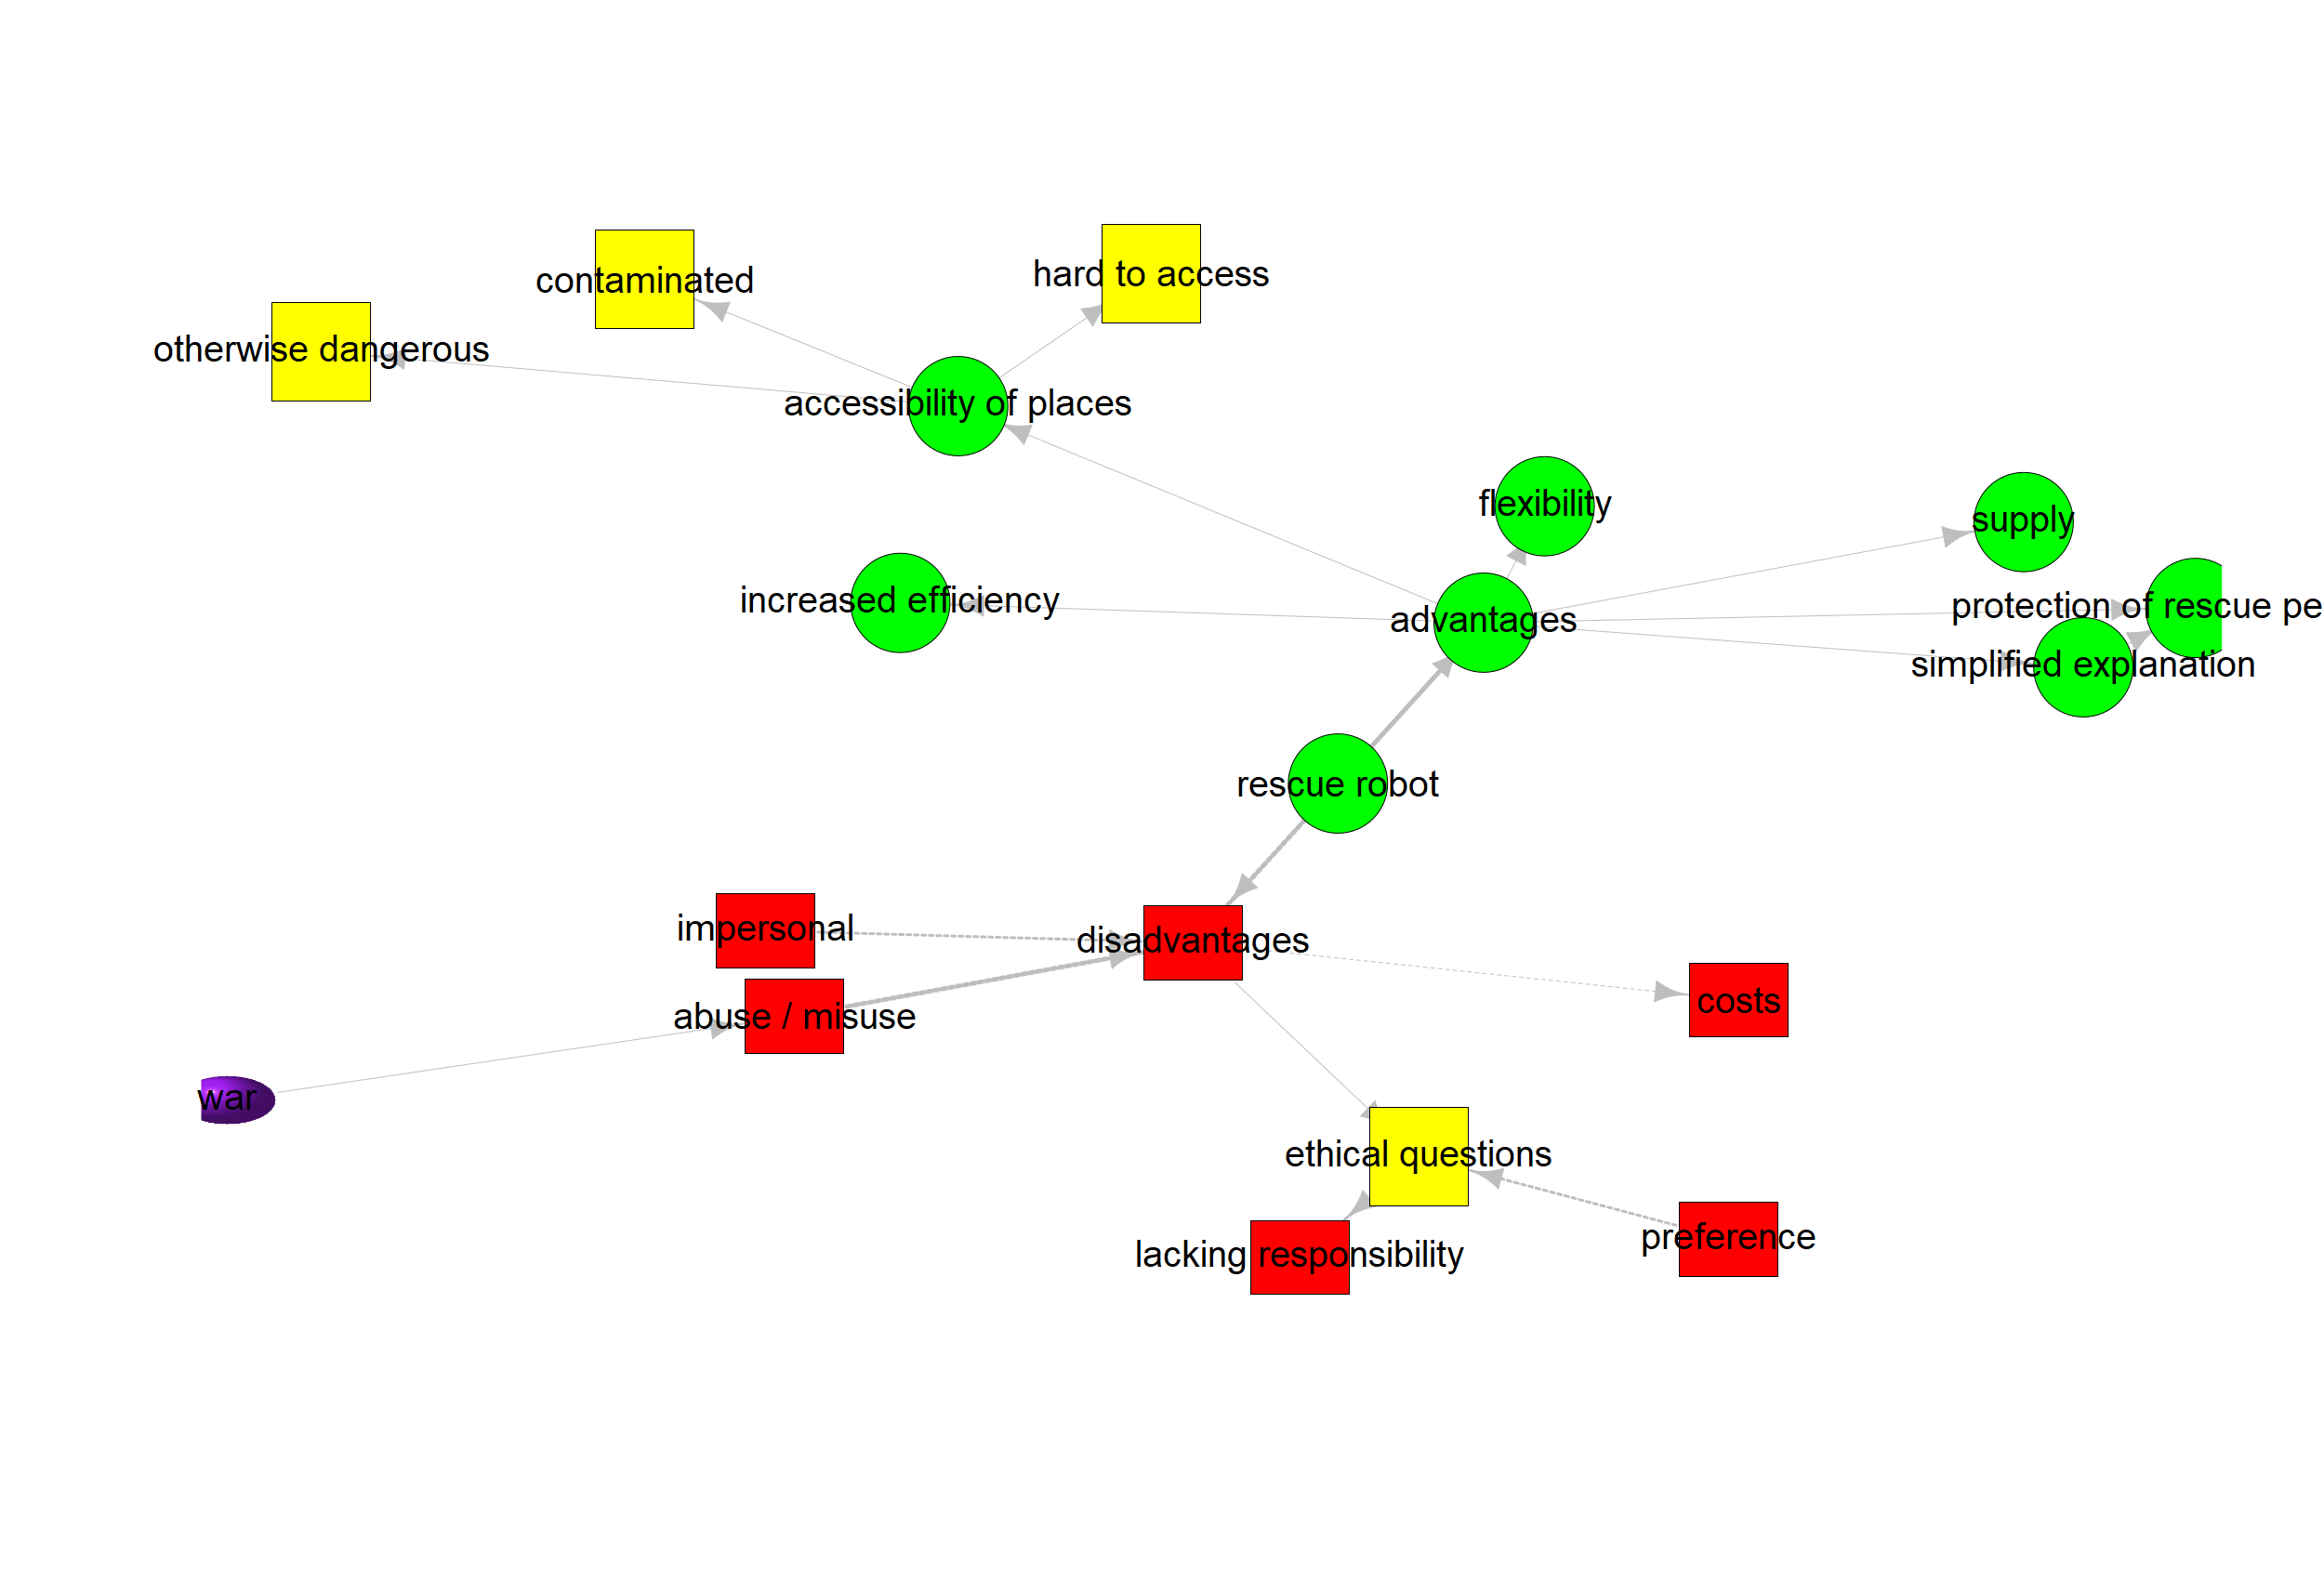 hard to access
contaminated
otherwise dangerous
accessibility of places
flexibility
supply
increased efficiency
protection of rescue pe
advantages
simplified explanation
rescue robot
impersonal
disadvantages
costs
abuse / misuse
war
ethical questions
preference
lacking responsibility